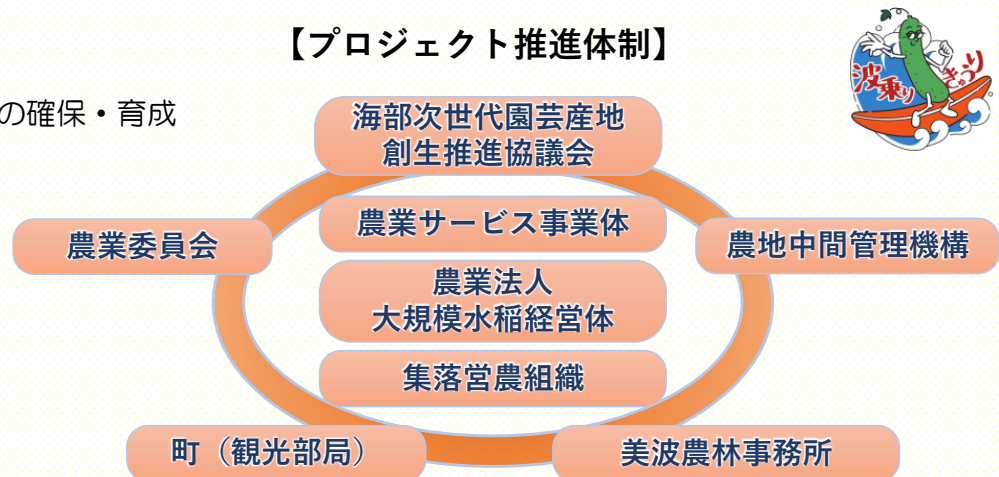 【プロジェクト推進体制】
波乗りきゅうり
の確保・育成
海部次世代園芸産地
創生推進協議会
農業サービス事業体
農業委員会
農地中間管理機構
農業法人
大規模水稲経営体
集落営農組織
町（観光部局）
美波農林事務所